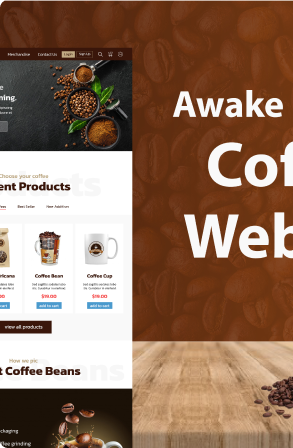 Merchandise Contact Us Login Sign Up
ning.
Choose your coffee
ent Products
Best Seller New Addition
ricana Coffee Bean Coffee Cup
$19.00 $19.00
add to cart add to cart
view all products
How we pic
t Coffee Beans
ckaging
coffee grinding
Awake
Cof
Web